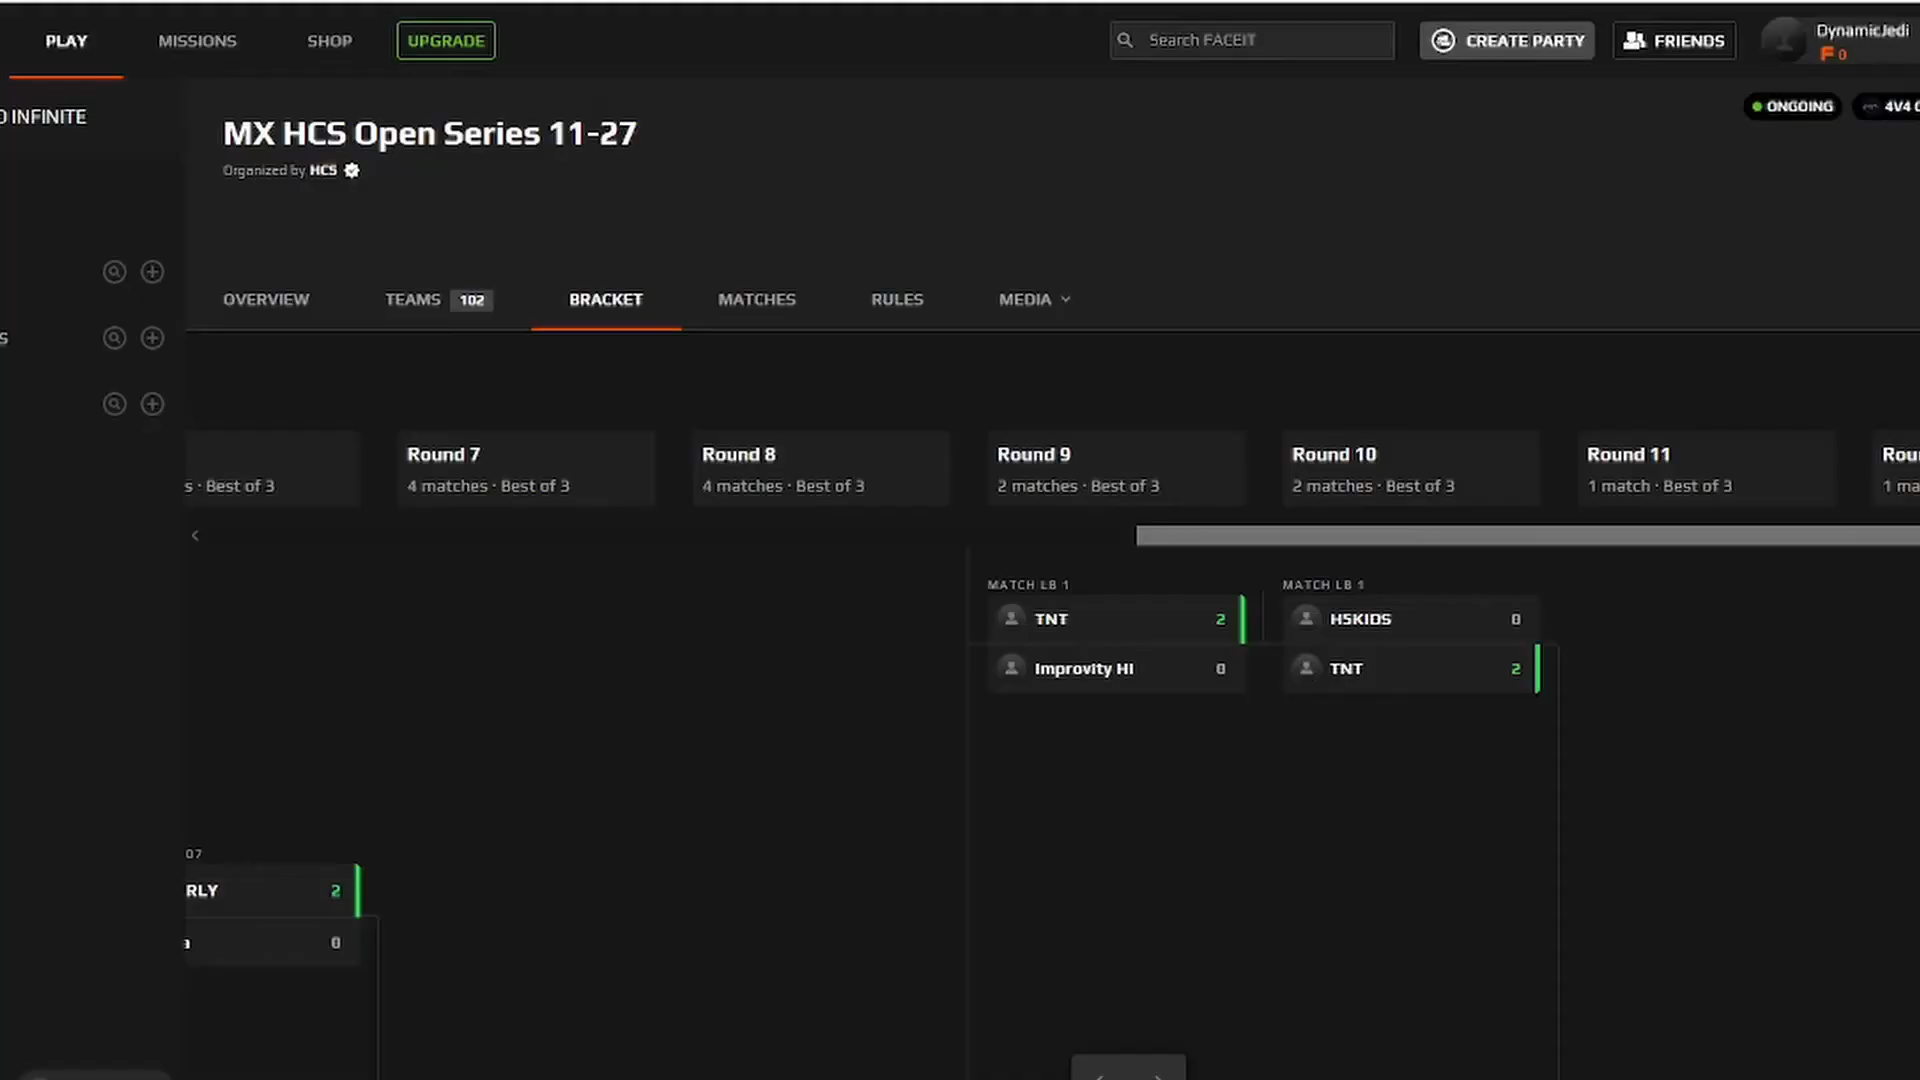 PLAY MISSIONS SHOP UPGRADE Search FACEIT CREATE PARTY FRIENDS DynamicJedi
0
INFINITE
ONGOING 4V4
MX HCS Open Series 11-27
Organized by HCS
OVERVIEW TEAMS 102 BRACKET MATCHES RULES MEDIA
S
Round 7 Round 8 Round 9 Round 10 Round 11 Rou
s · Best of 3 4 matches · Best of 3 4 matches · Best of 3 2 matches · Best of 3 2 matches · Best of 3 1 match · Best of 3 1 ma
MATCH LB 1 MATCH LB 1
TNT 2 H5KIDS 0
Improvity HI 0 TNT 2
07
RLY 2
a 0